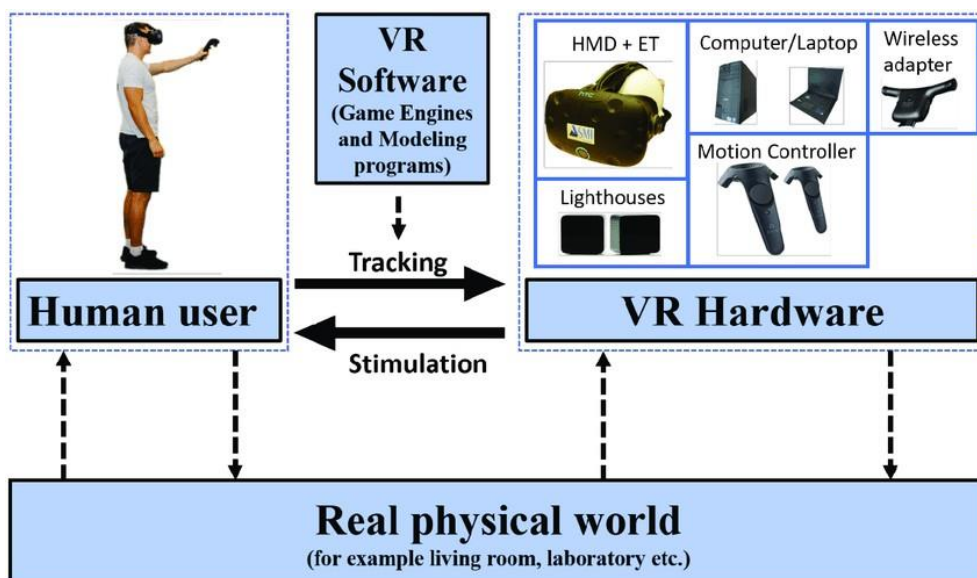 VR
Software
(Game Engines
and Modeling
programs)
HMD + ET
Computer/Laptop
Wireless
adapter
Lighthouses
Motion Controller
Tracking
Human user
VR Hardware
Stimulation
Real physical world
(for example living room, laboratory etc.)